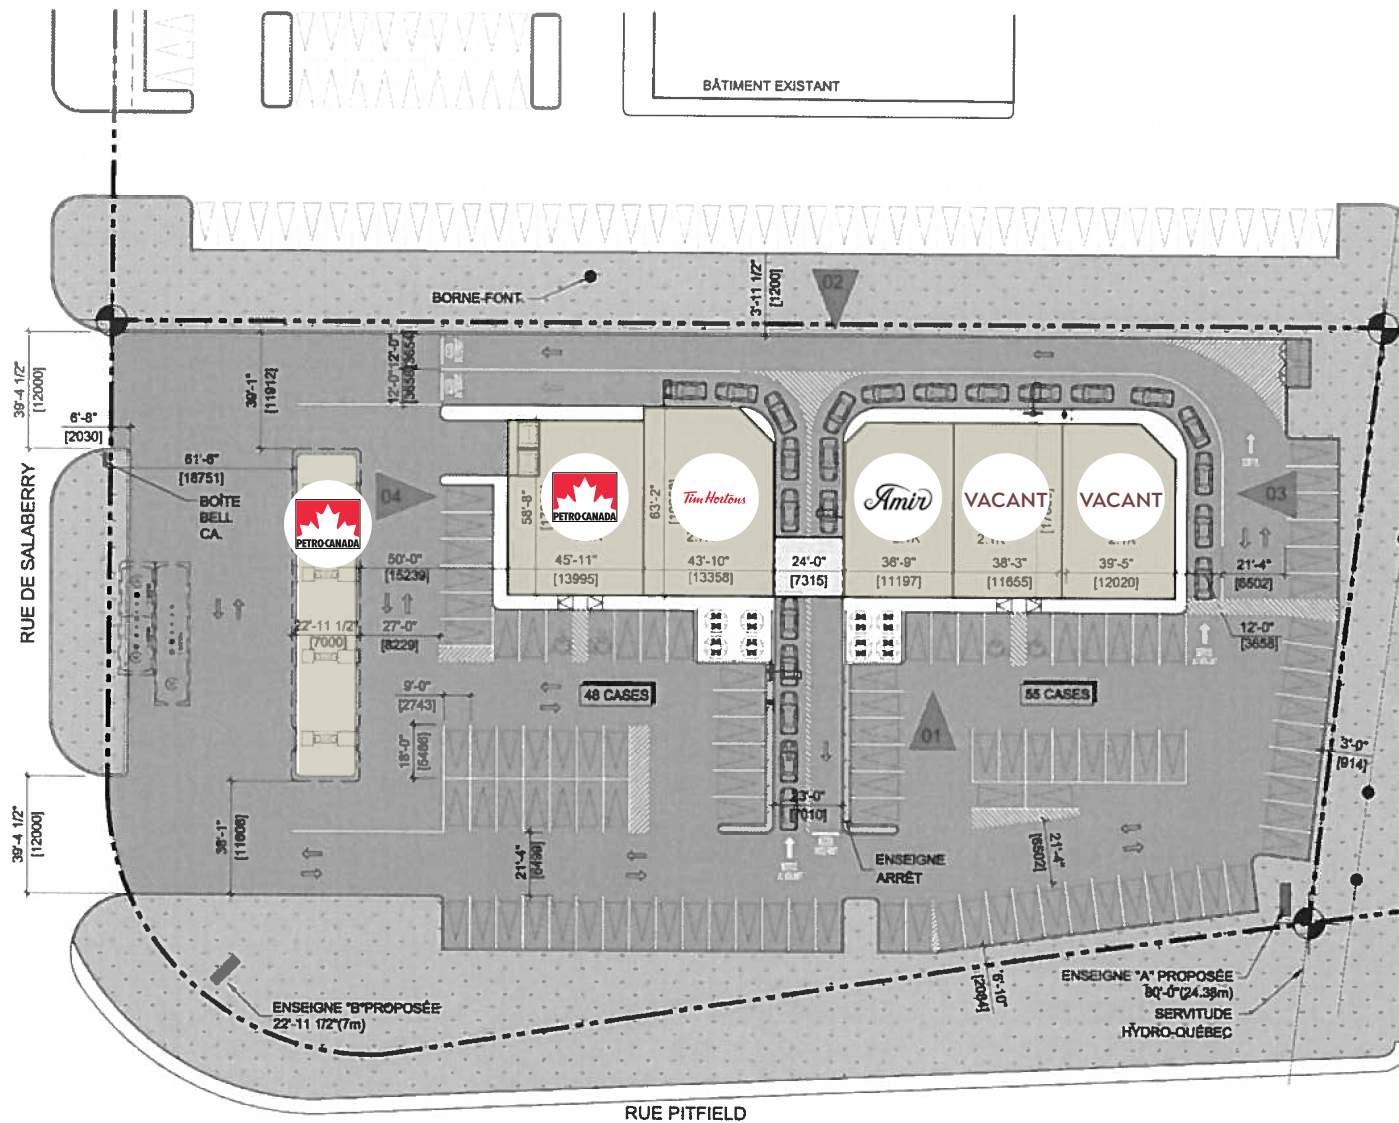 BÂTIMENT EXISTANT
BORNE-FONT.
3'-11 1/2"
[1200]
02
39'-4 1/2"
[12000]
39'-1"
[11912]
12'-0"
[3658]
12'-0"
[3654]
6'-8"
[2030]
61'-6"
[18751]
BOÎTE
BELL
CA.
RUE DE SALABERRY
04
03
PETRO-CANADA
PETRO-CANADA
Tim Hortons
Amir
VACANT
VACANT
58'-8"
63'-2"
50'-0"
[15239]
45'-11"
[13995]
43'-10"
[13358]
24'-0"
[7315]
36'-9"
[11197]
38'-3"
[11655]
39'-5"
[12020]
21'-4"
[6502]
22'-11 1/2"
[7000]
27'-0"
[8229]
12'-0"
[3658]
9'-0"
[2743]
48 CASES
55 CASES
18'-0"
[5486]
01
3'-0"
[914]
39'-4 1/2"
[12000]
38'-1"
[11608]
23'-0"
[7010]
21'-4"
[6499]
21'-4"
[6502]
ENSEIGNE
ARRÊT
6'-10"
[2084]
ENSEIGNE "A" PROPOSÉE
80'-0"(24.38m)
SERVITUDE
HYDRO-QUÉBEC
ENSEIGNE "B"PROPOSÉE
22'-11 1/2"(7m)
RUE PITFIELD